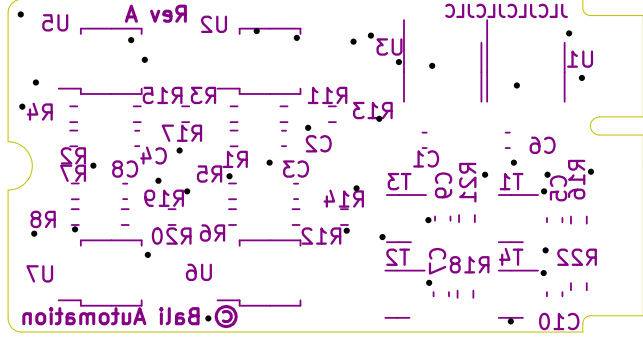 JLCJLCJLCJLC
Rev A
U5
U2
U3
U1
R15
R3
R11
R4
R13
R17
C2
C6
R2
R7
C8
C4
R1
R5
C3
C1
T3
C9
R21
T1
C5
R16
R19
R14
R8
R20
R6
R12
T2
C7
R18
T4
R22
U7
U6
© Bali Automation
C10